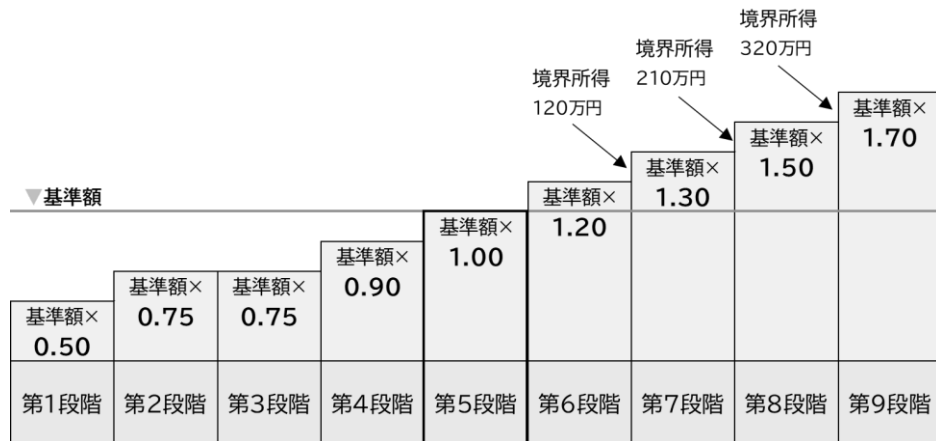 境界所得
320万円
境界所得
210万円
境界所得
120万円
▼基準額
基準額×
0.50
基準額×
0.75
基準額×
0.75
基準額×
0.90
基準額×
1.00
基準額×
1.20
基準額×
1.30
基準額×
1.50
基準額×
1.70
第1段階
第2段階
第3段階
第4段階
第5段階
第6段階
第7段階
第8段階
第9段階